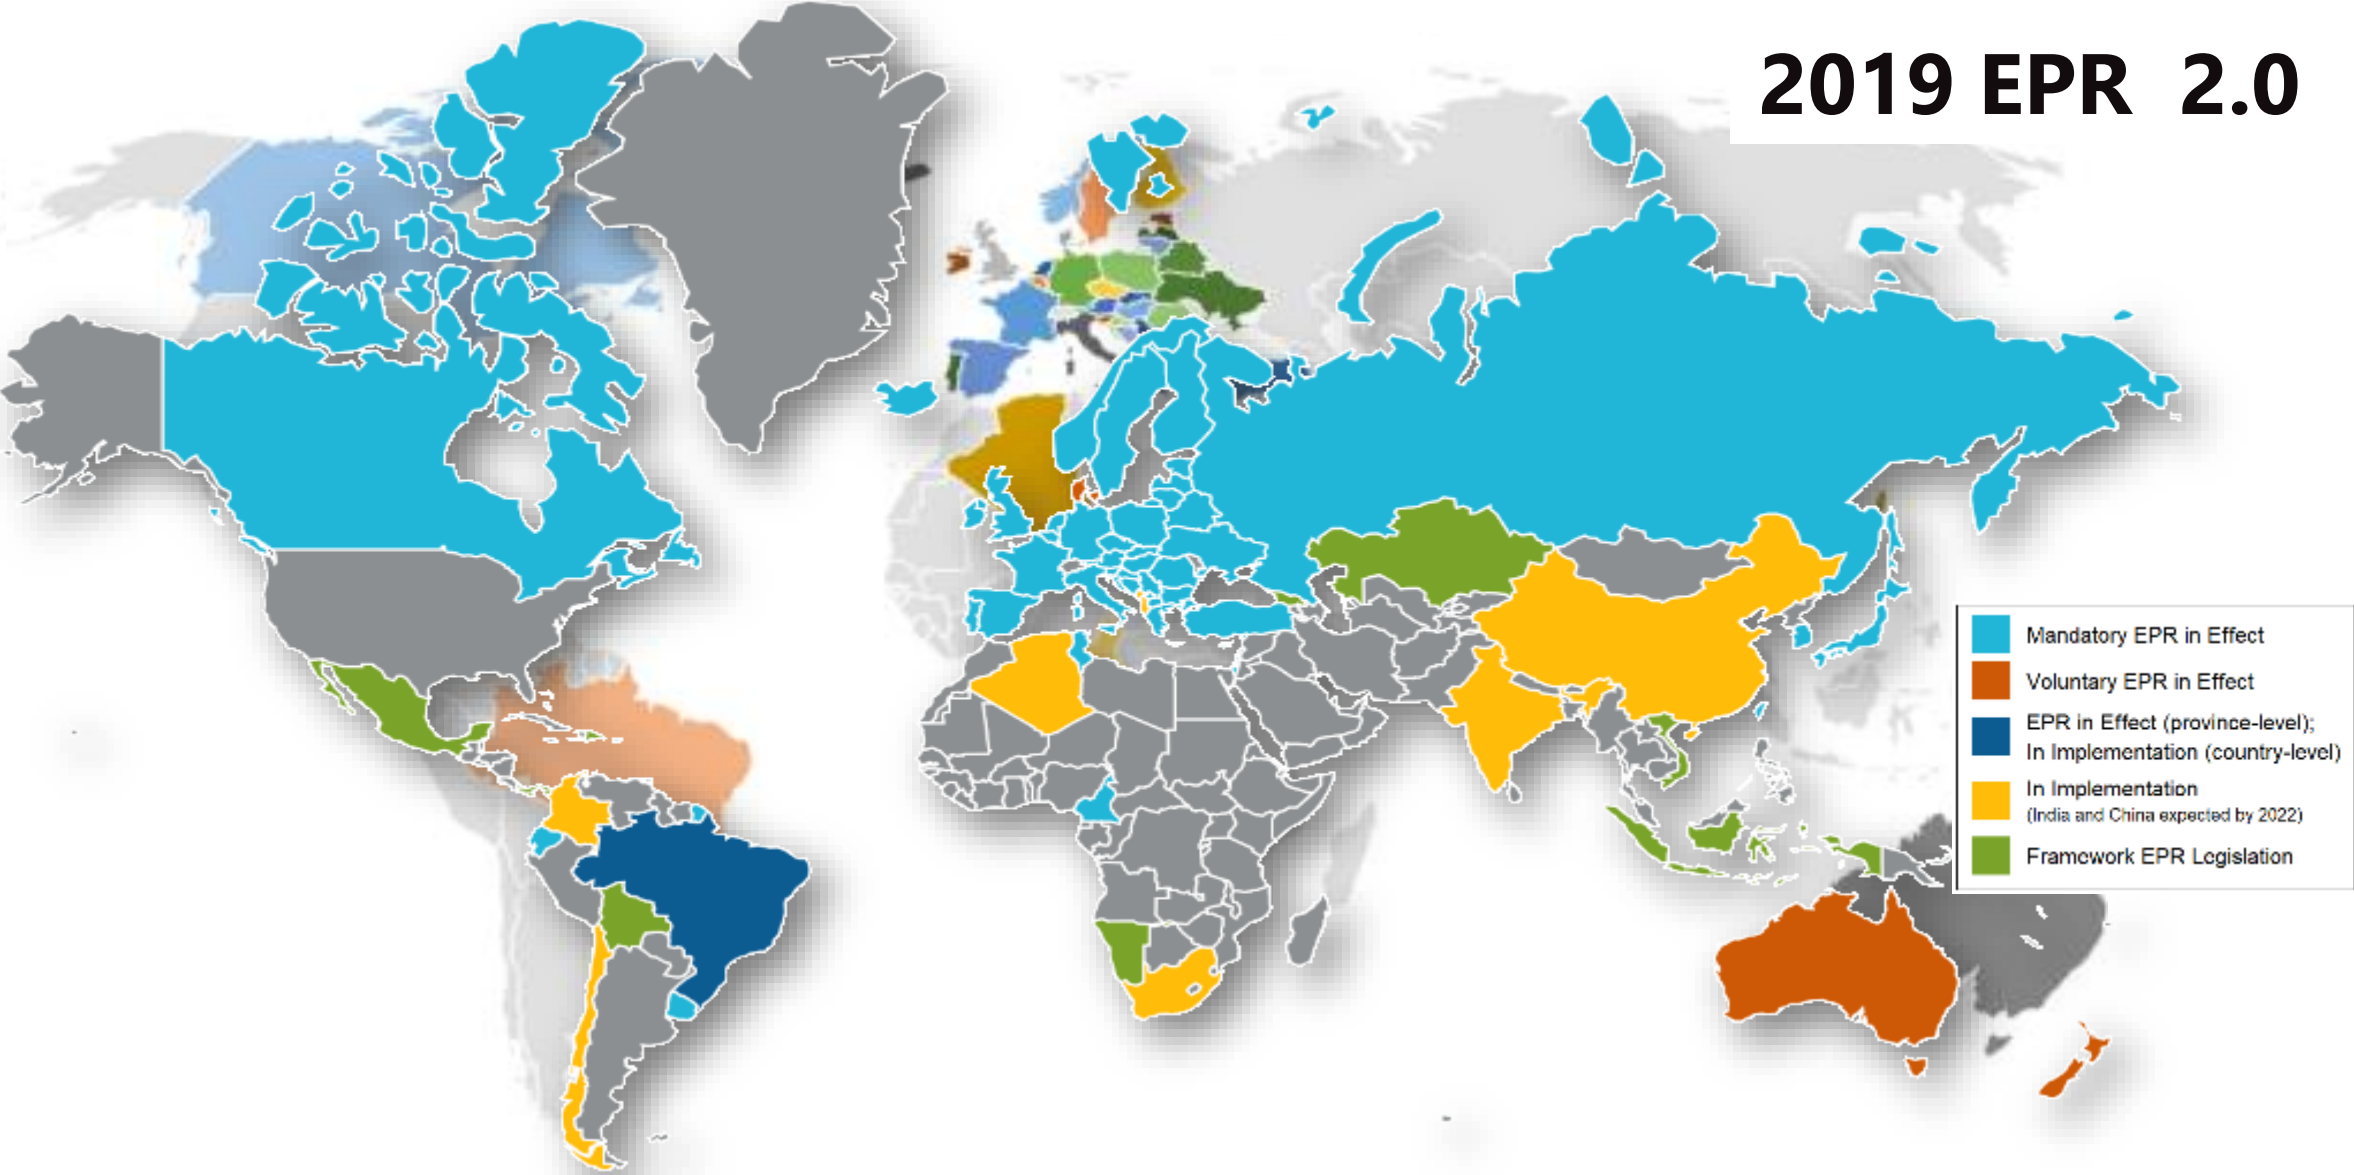 2019 EPR 2.0
Mandatory EPR in Effect
Voluntary EPR in Effect
EPR in Effect (province-level);
In Implementation (country-level)
In Implementation
(India and China expected by 2022)
Framework EPR Legislation